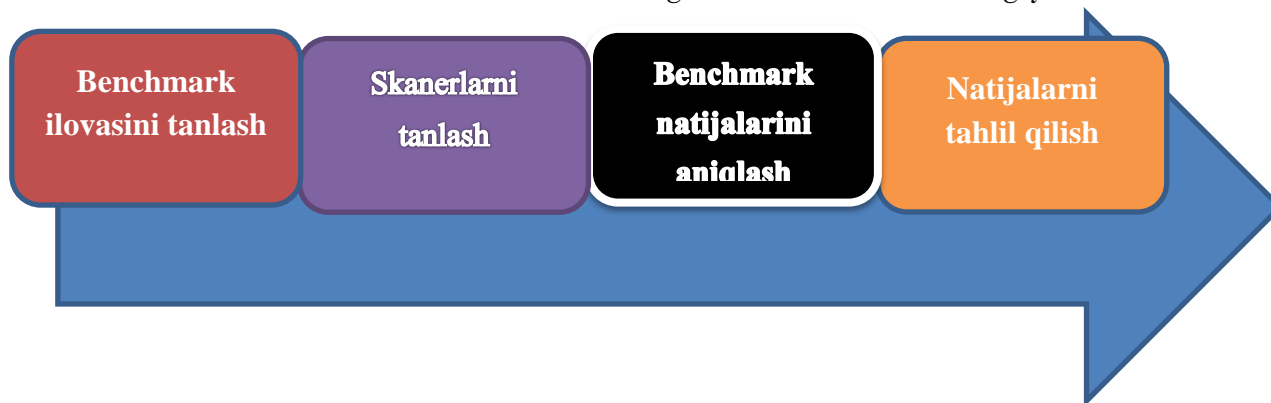 Benchmark
ilovasini tanlash
Skanerlarni
tanlash
Benchmark
natijalarini
aniqlash
Natijalarni
tahlil qilish